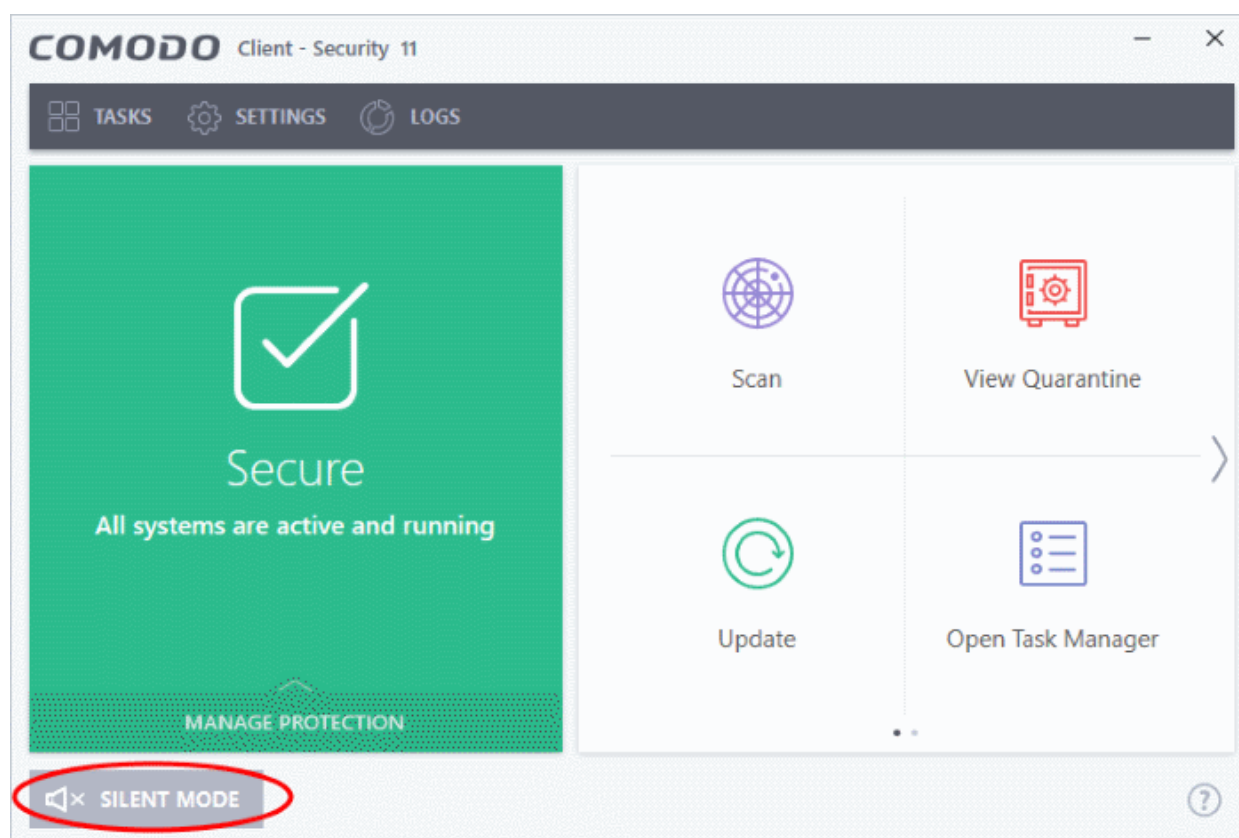 COMODO Client - Security 11
TASKS SETTINGS LOGS
Secure
All systems are active and running
MANAGE PROTECTION
Scan
View Quarantine
Update
Open Task Manager
SILENT MODE
?